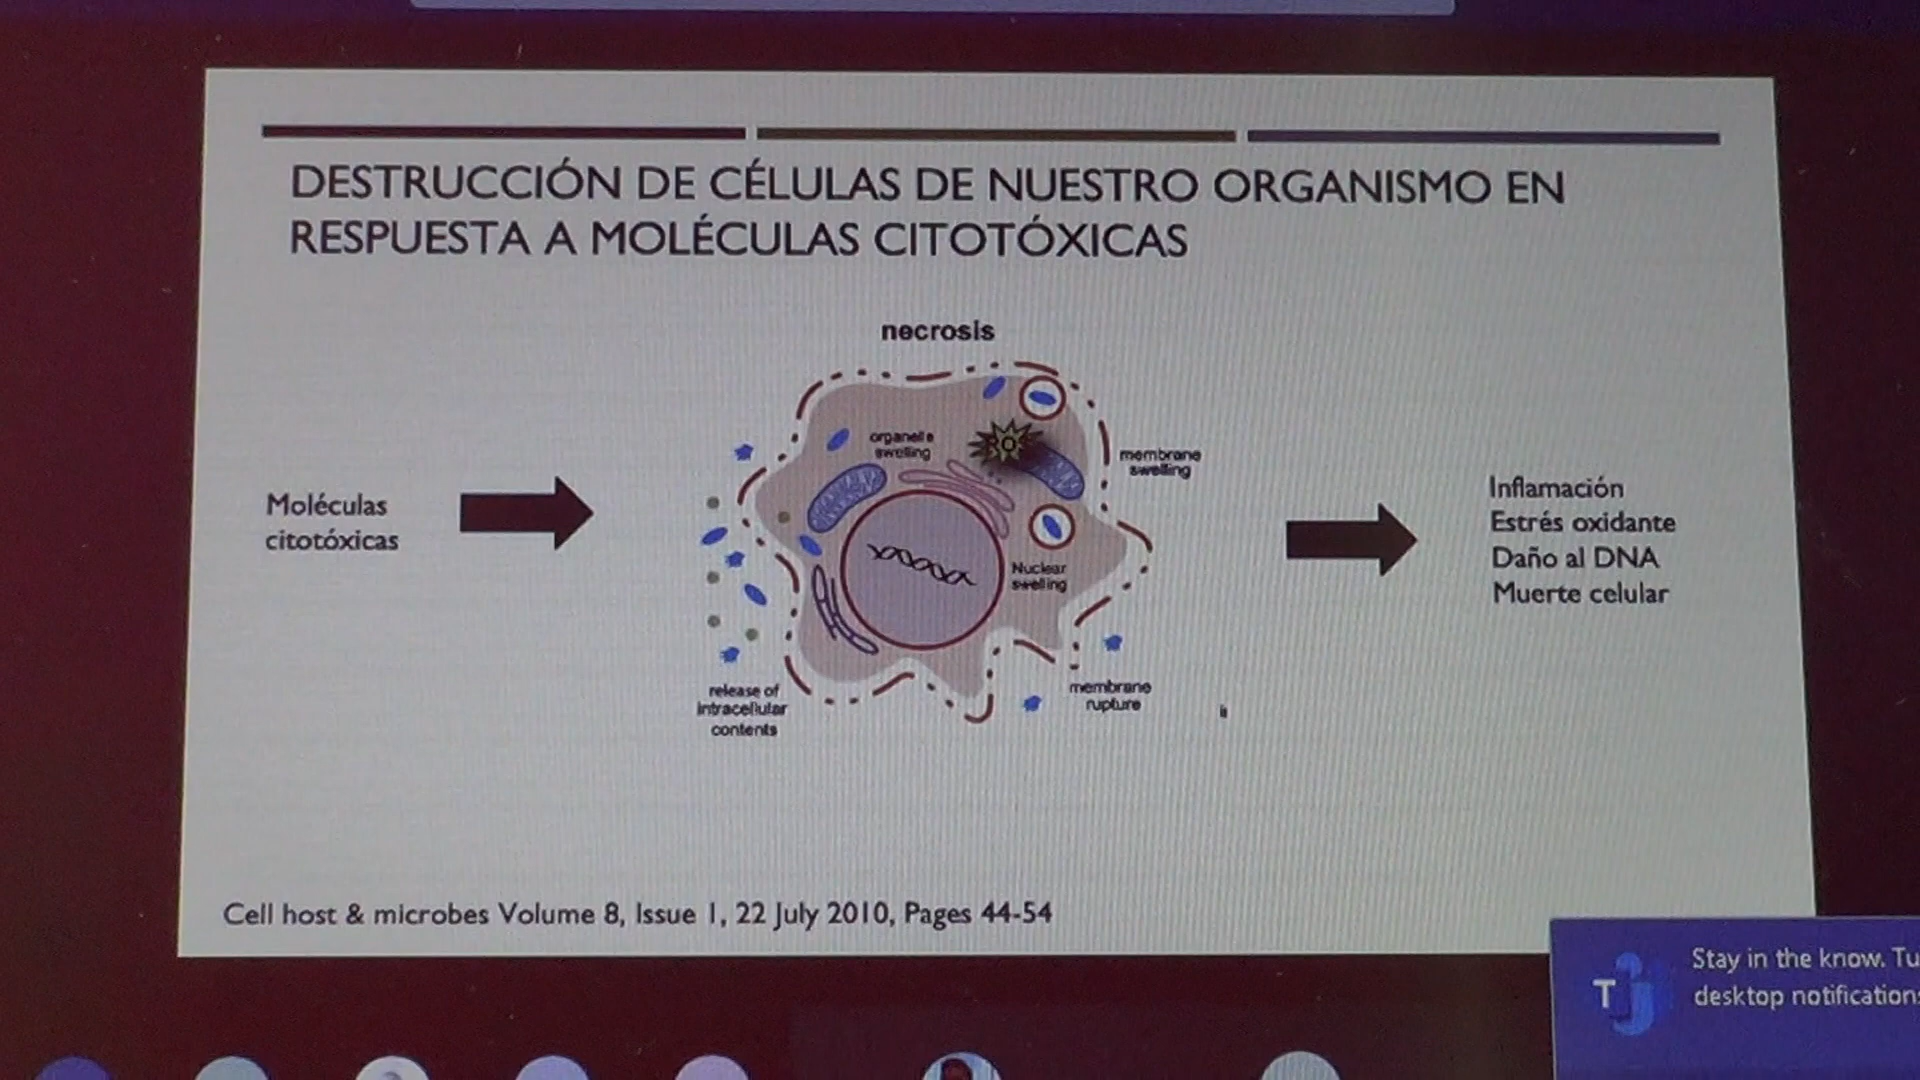 DESTRUCCIÓN DE CÉLULAS DE NUESTRO ORGANISMO EN
RESPUESTA A MOLÉCULAS CITOTÓXICAS
necrosis
organelle
swelling
membrane
swelling
Moléculas
citotóxicas
Nuclear
swelling
Inflamación
Estrés oxidante
Daño al DNA
Muerte celular
release of
intracellular
contents
membrane
rupture
Cell host & microbes Volume 8, Issue 1, 22 July 2010, Pages 44-54
Stay in the know. Tu
desktop notifications
T